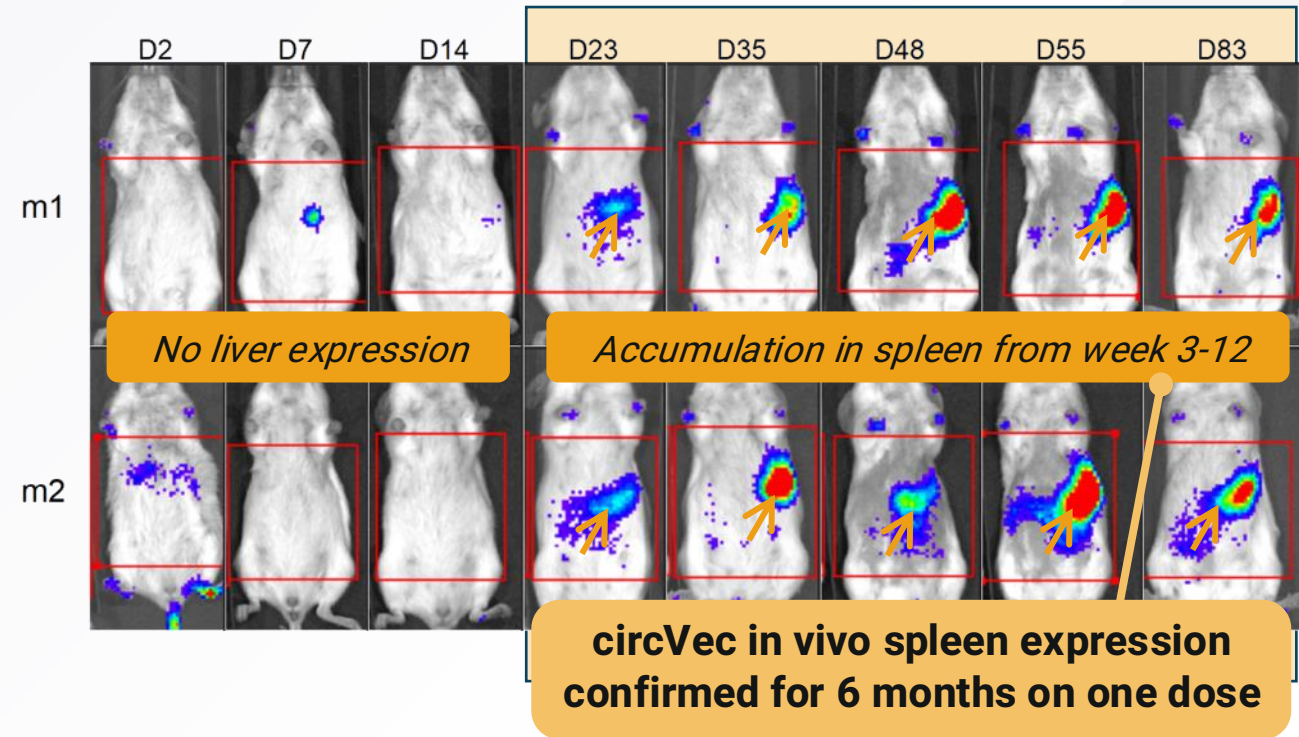 D2 D7 D14 D23 D35 D48 D55 D83
m1
No liver expression
Accumulation in spleen from week 3-12
m2
circVec in vivo spleen expression
confirmed for 6 months on one dose